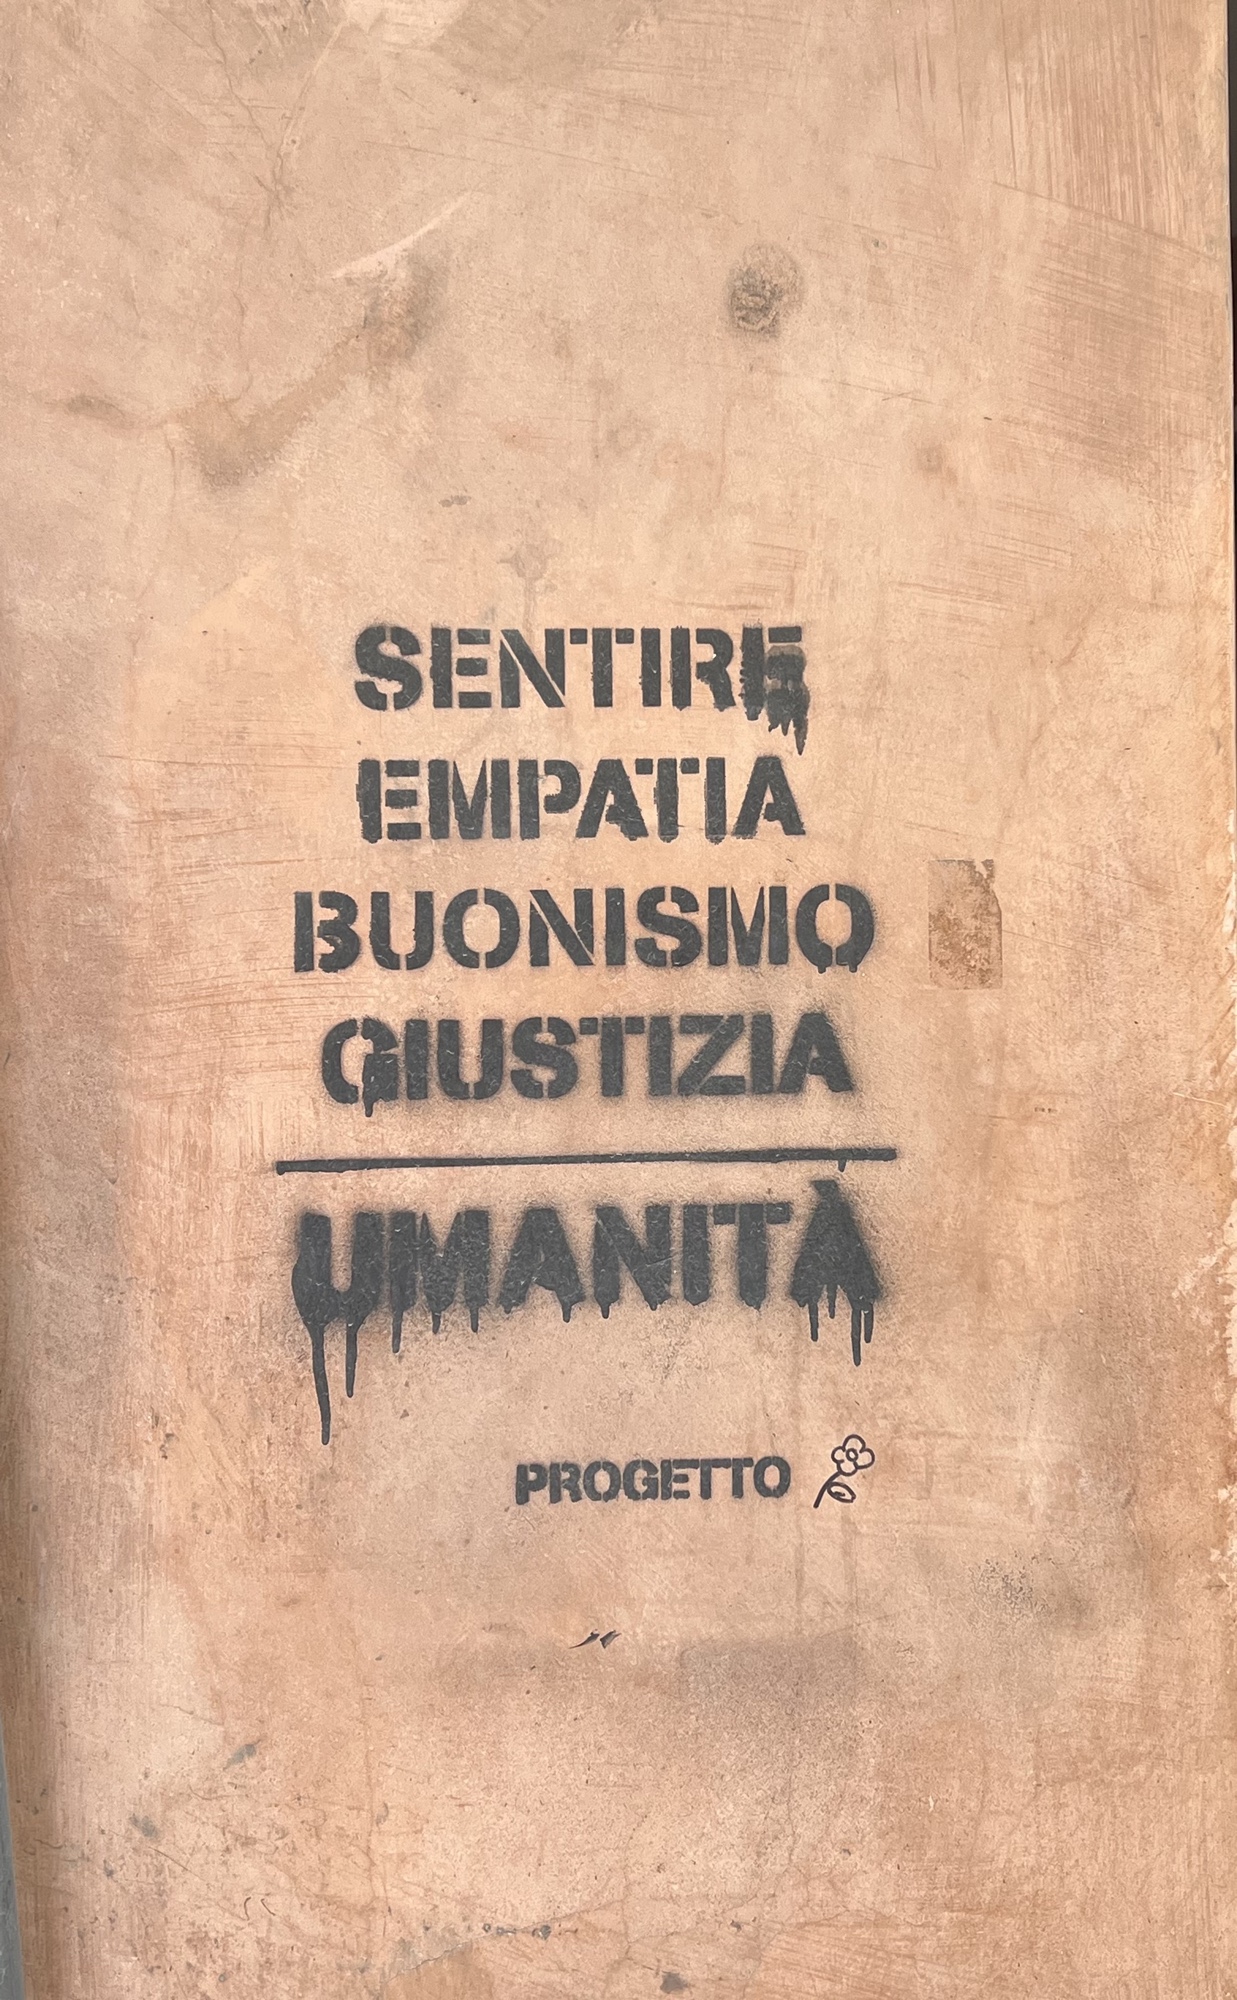 SENTIRE
EMPATIA
BUONISMO
GIUSTIZIA
UMANITÀ
PROGETTO